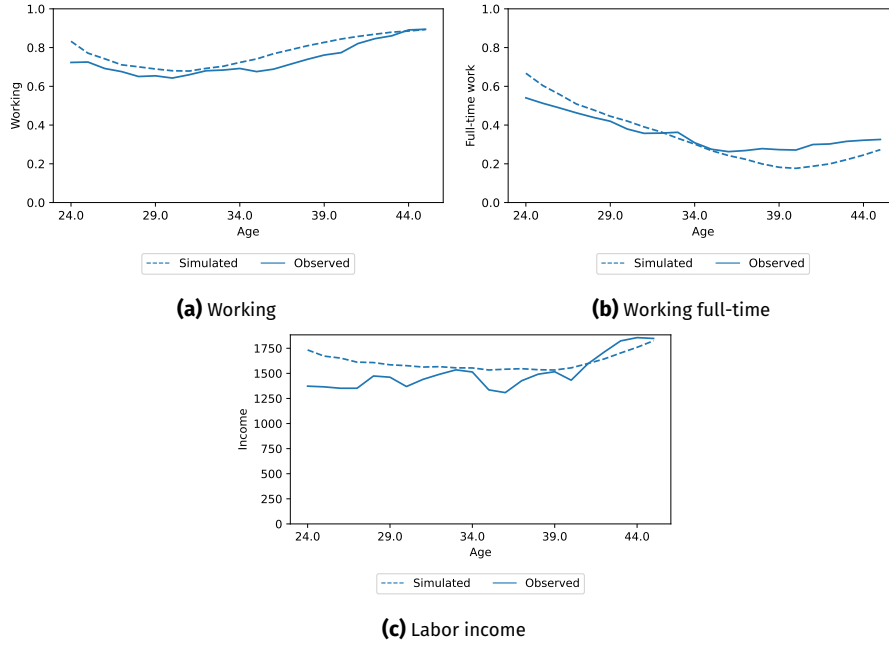 1.0
0.8
0.6
0.4
0.2
0.0
Working
24.0 29.0 34.0 39.0 44.0
Age
Simulated Observed
(a) Working
1.0
0.8
0.6
0.4
0.2
0.0
Full-time work
24.0 29.0 34.0 39.0 44.0
Age
Simulated Observed
(b) Working full-time
1750
1500
1250
1000
750
500
250
0
Income
24.0 29.0 34.0 39.0 44.0
Age
Simulated Observed
(c) Labor income